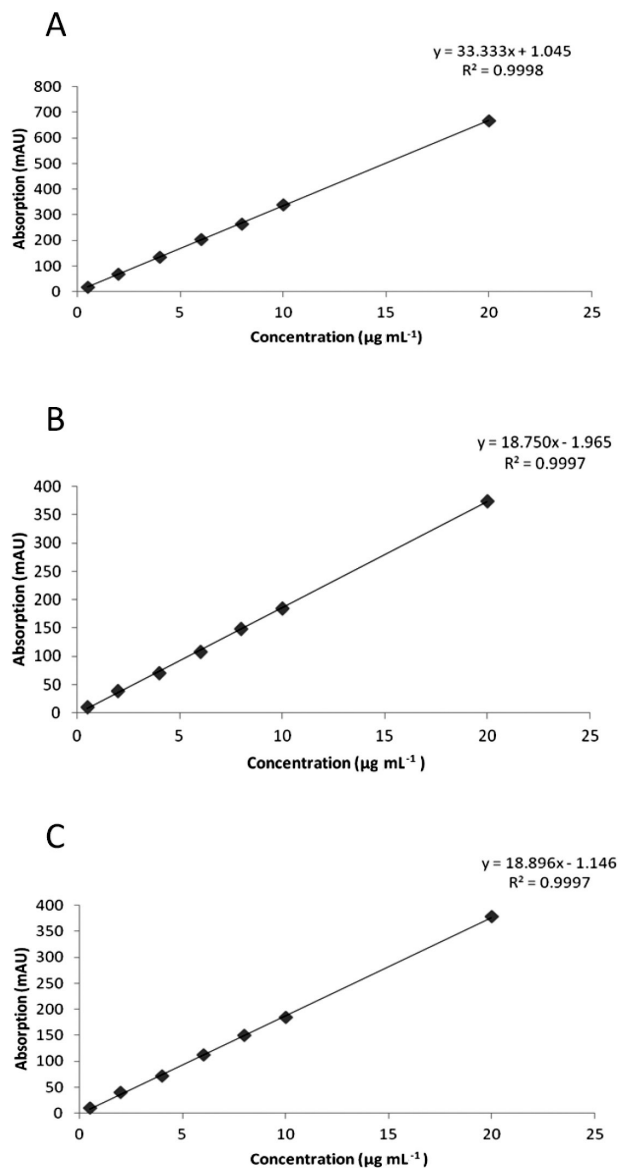 A
y = 33.333x + 1.045
R² = 0.9998
800
700
600
500
400
300
200
100
0
Absorption (mAU)
0 5 10 15 20 25
Concentration (µg mL⁻¹)
B
y = 18.750x - 1.965
R² = 0.9997
400
350
300
250
200
150
100
50
0
Absorption (mAU)
0 5 10 15 20 25
Concentration (µg mL⁻¹ )
C
y = 18.896x - 1.146
R² = 0.9997
400
350
300
250
200
150
100
50
0
Absorption (mAU)
0 5 10 15 20 25
Concentration (µg mL⁻¹)